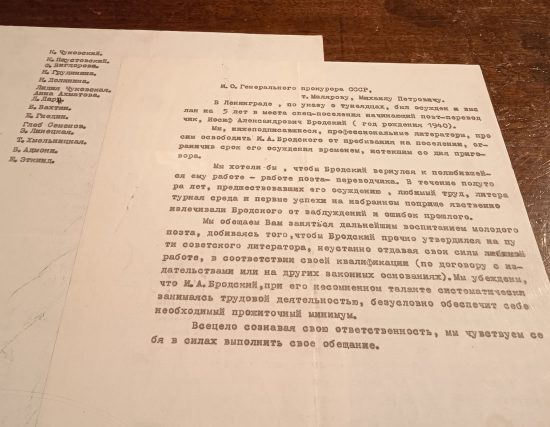 К. Чуковский.
К. Паустовский.
Ф. Вигдорова.
Н. Грудинина.
Н. Долинина.
Лидия Чуковская.
Анна Ахматова.
Д. Дар.
Б. Вахтин.
Е. Гнедин.
Глеб Семенов.
Э. Линецкая.
Т. Хмельницкая.
В. Адмони.
Е. Эткинд.
И.О. Генерального прокурора СССР,
т. Малярову, Михаилу Петровичу.
В Ленинграде , по указу о тунеядцах, был осужден и выс
лан на 5 лет в места спец-поселения начинающий поэт-перевод
чик, Иосиф Александрович Бродский ( год рождения 1940).
Мы, нижеподписавшиеся, профессиональные литераторы, про
сим освободить И.А.Бродского от пребывания на поселении, ог-
раничив срок его осуждения временем, истекшим со дня приго-
вора.
Мы хотели бы , чтобы Бродский вернулся к полюбившей-
ся ему работе - работе поэта-переводчика. В течение полуто
ра лет, предшествовавших его осуждению , любимый труд, литера
турная среда и первые успехи на избранном поприще явственно
извлечивали Бродского от заблуждений и ошибок прошлого.
Мы обещаем Вам заняться дальнейшим воспитанием молодого
поэта, добиваясь того, чтобы Бродский прочно утвердился на пу
ти советского литератора, неустанно отдавая свои силы любимой
работе, в соответствии своей квалификации (по договору с из-
дательствами или на других законных основаниях). Мы убеждены,
что И.А.Бродский, при его несомненном таланте систематически
занимаясь трудовой деятельностью, безусловно обеспечит себе
необходимый прожиточный минимум.
Всецело сознавая свою ответственность, мы чувствуем се
бя в силах выполнить свое обещание.